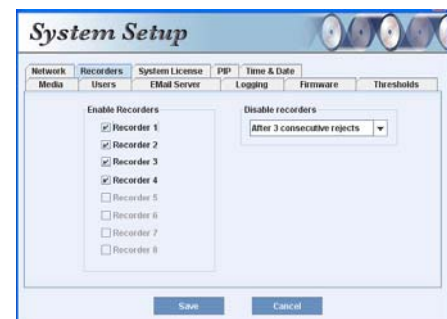 System Setup
Network Recorders System License PIP Time & Date
Media Users EMail Server Logging Firmware Thresholds
Enable Recorders Disable recorders
Recorder 1 After 3 consecutive rejects
Recorder 2
Recorder 3
Recorder 4
Recorder 5
Recorder 6
Recorder 7
Recorder 8
Save Cancel